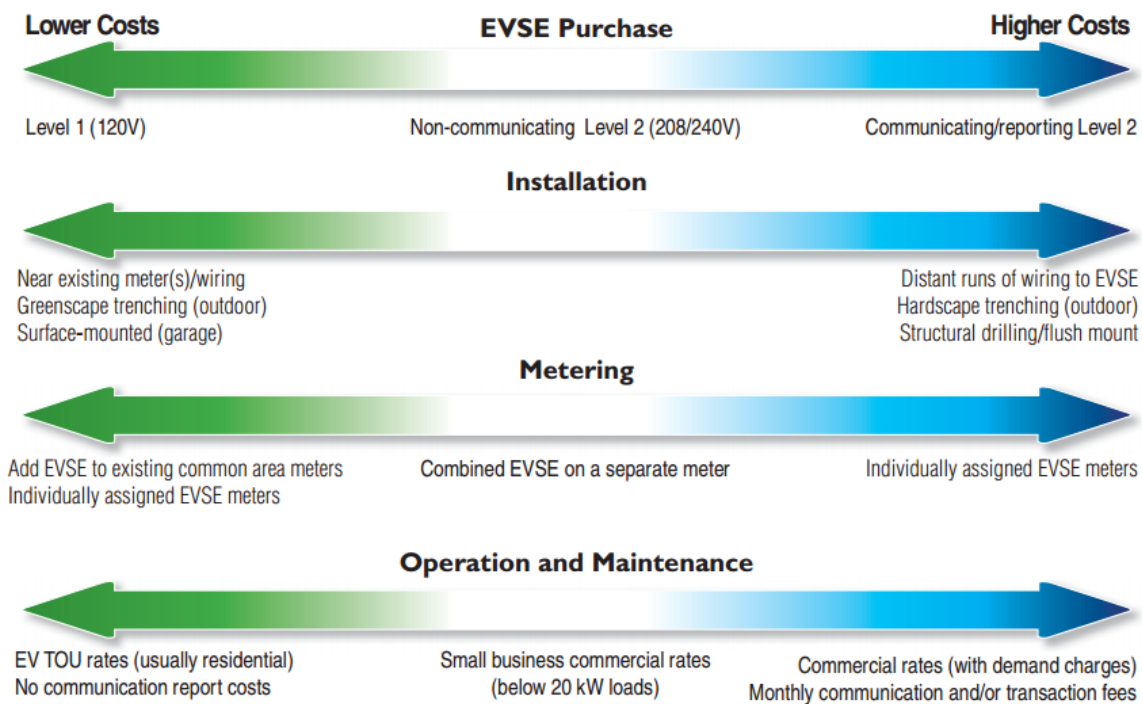 Lower Costs
EVSE Purchase
Higher Costs
Level 1 (120V)
Non-communicating Level 2 (208/240V)
Communicating/reporting Level 2
Installation
Near existing meter(s)/wiring
Greenscape trenching (outdoor)
Surface-mounted (garage)
Distant runs of wiring to EVSE
Hardscape trenching (outdoor)
Structural drilling/flush mount
Metering
Add EVSE to existing common area meters
Individually assigned EVSE meters
Combined EVSE on a separate meter
Individually assigned EVSE meters
Operation and Maintenance
EV TOU rates (usually residential)
No communication report costs
Small business commercial rates
(below 20 kW loads)
Commercial rates (with demand charges)
Monthly communication and/or transaction fees